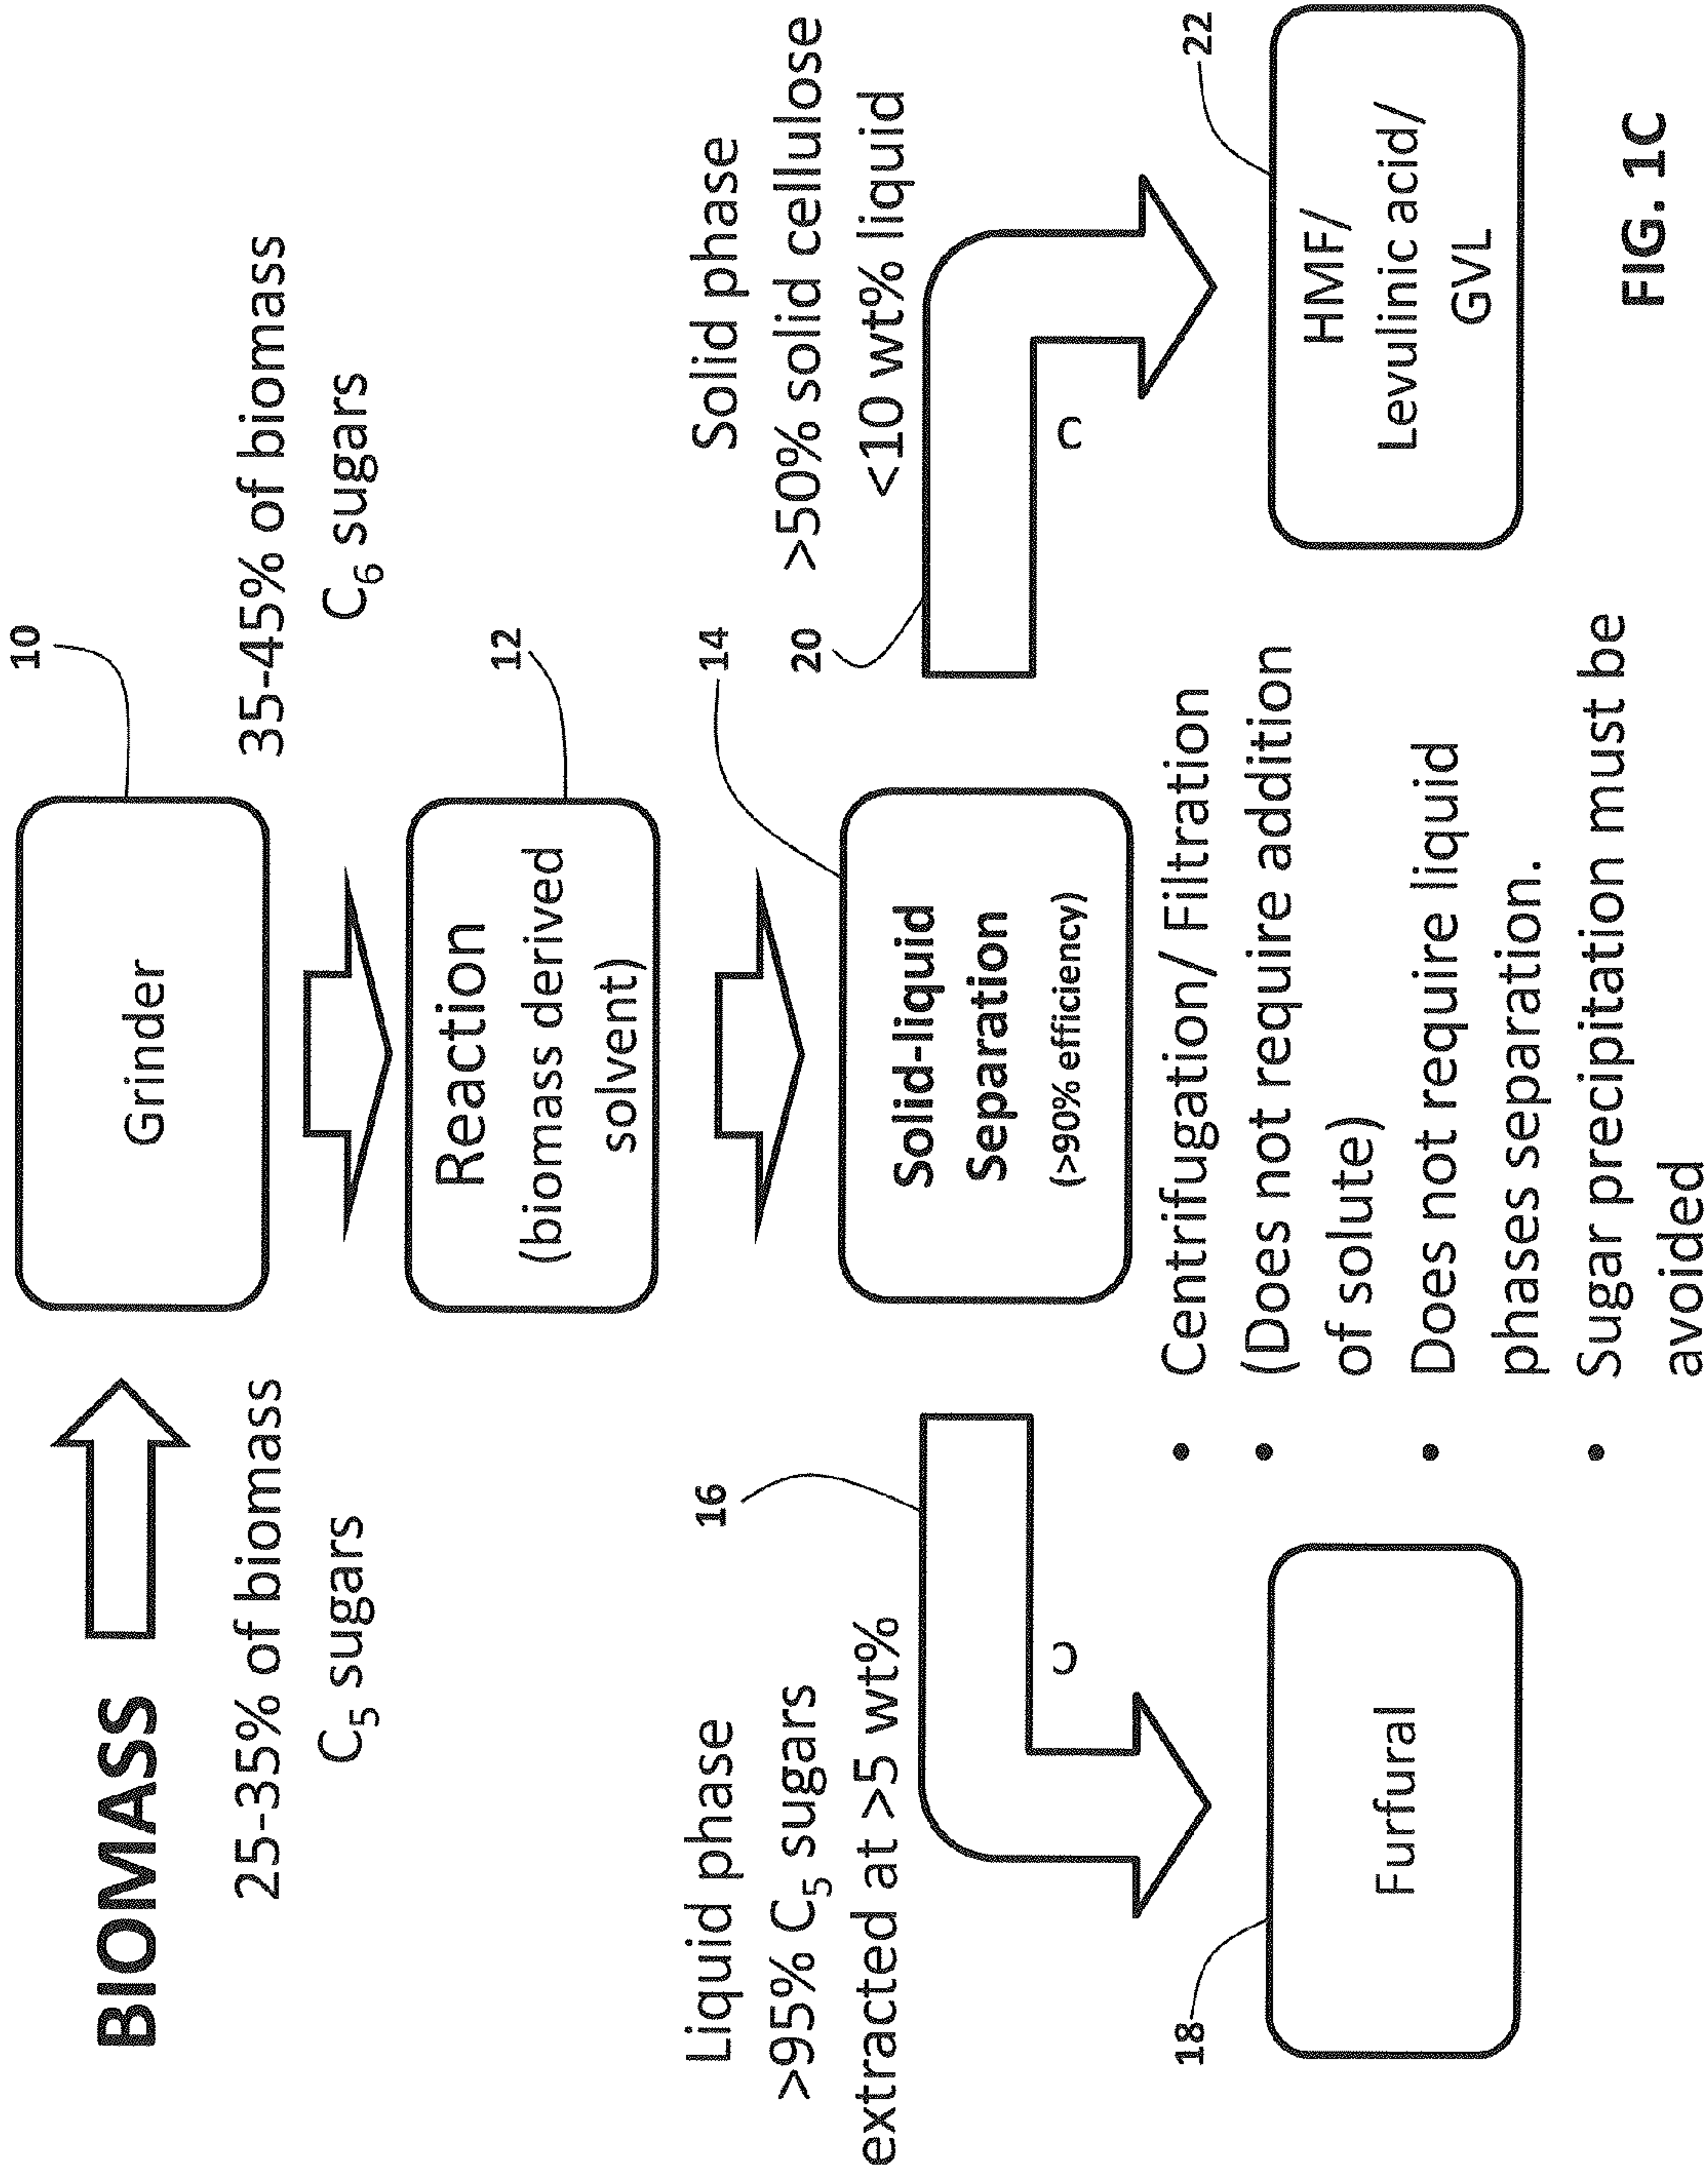 10
BIOMASS
Grinder
25-35% of biomass
C₅ sugars
35-45% of biomass
C₆ sugars
12
Reaction
(biomass derived
solvent)
14
Liquid phase
>95% C₅ sugars
extracted at >5 wt%
16
Solid-liquid
Separation
(>90% efficiency)
20
Solid phase
>50% solid cellulose
<10 wt% liquid
C
18
Furfural
• Centrifugation/ Filtration
• (Does not require addition
of solute)
• Does not require liquid
phases separation.
• Sugar precipitation must be
avoided
22
HMF/
Levulinic acid/
GVL
FIG. 1C